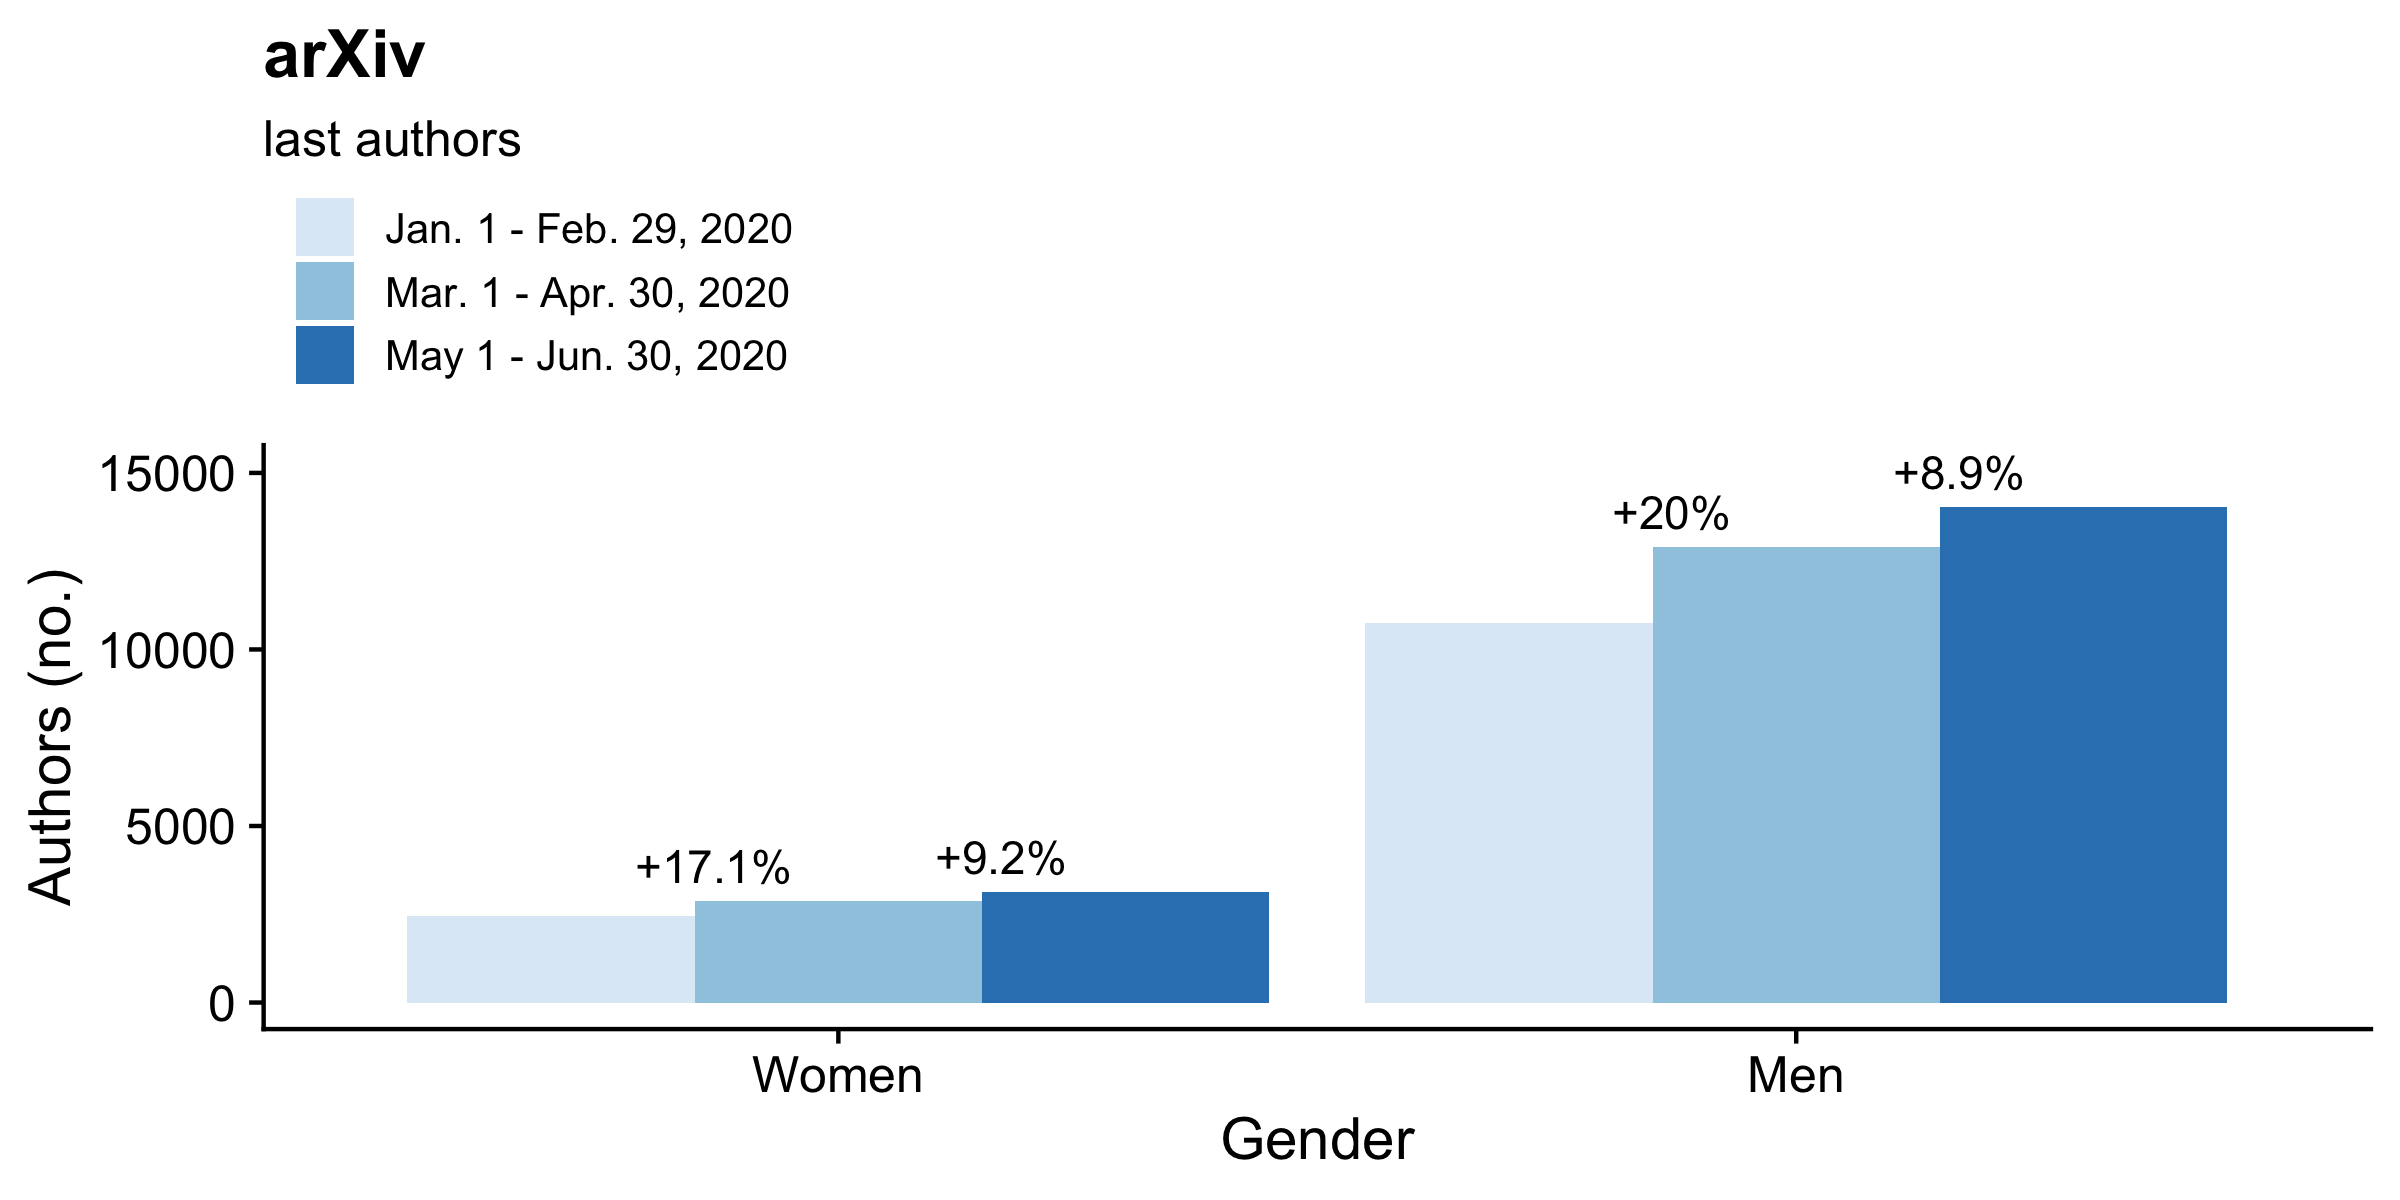 arXiv
last authors
Jan. 1 - Feb. 29, 2020
Mar. 1 - Apr. 30, 2020
May 1 - Jun. 30, 2020
Authors (no.)
15000
10000
5000
0
+17.1%
+9.2%
+20%
+8.9%
Women
Men
Gender